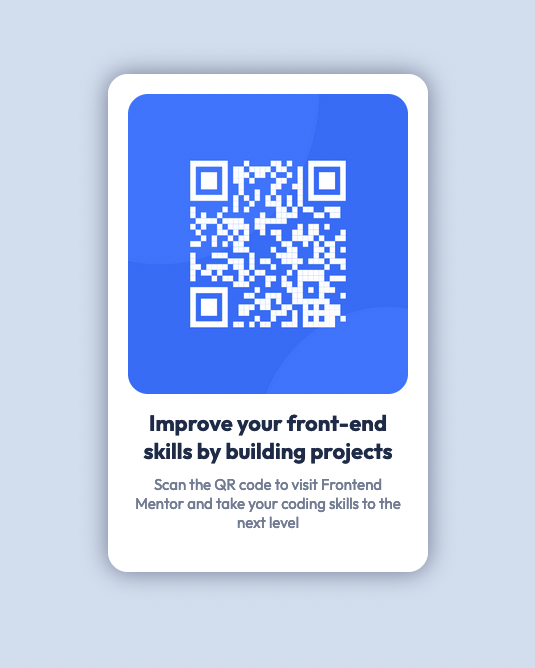 Improve your front-end
skills by building projects
Scan the QR code to visit Frontend
Mentor and take your coding skills to the
next level